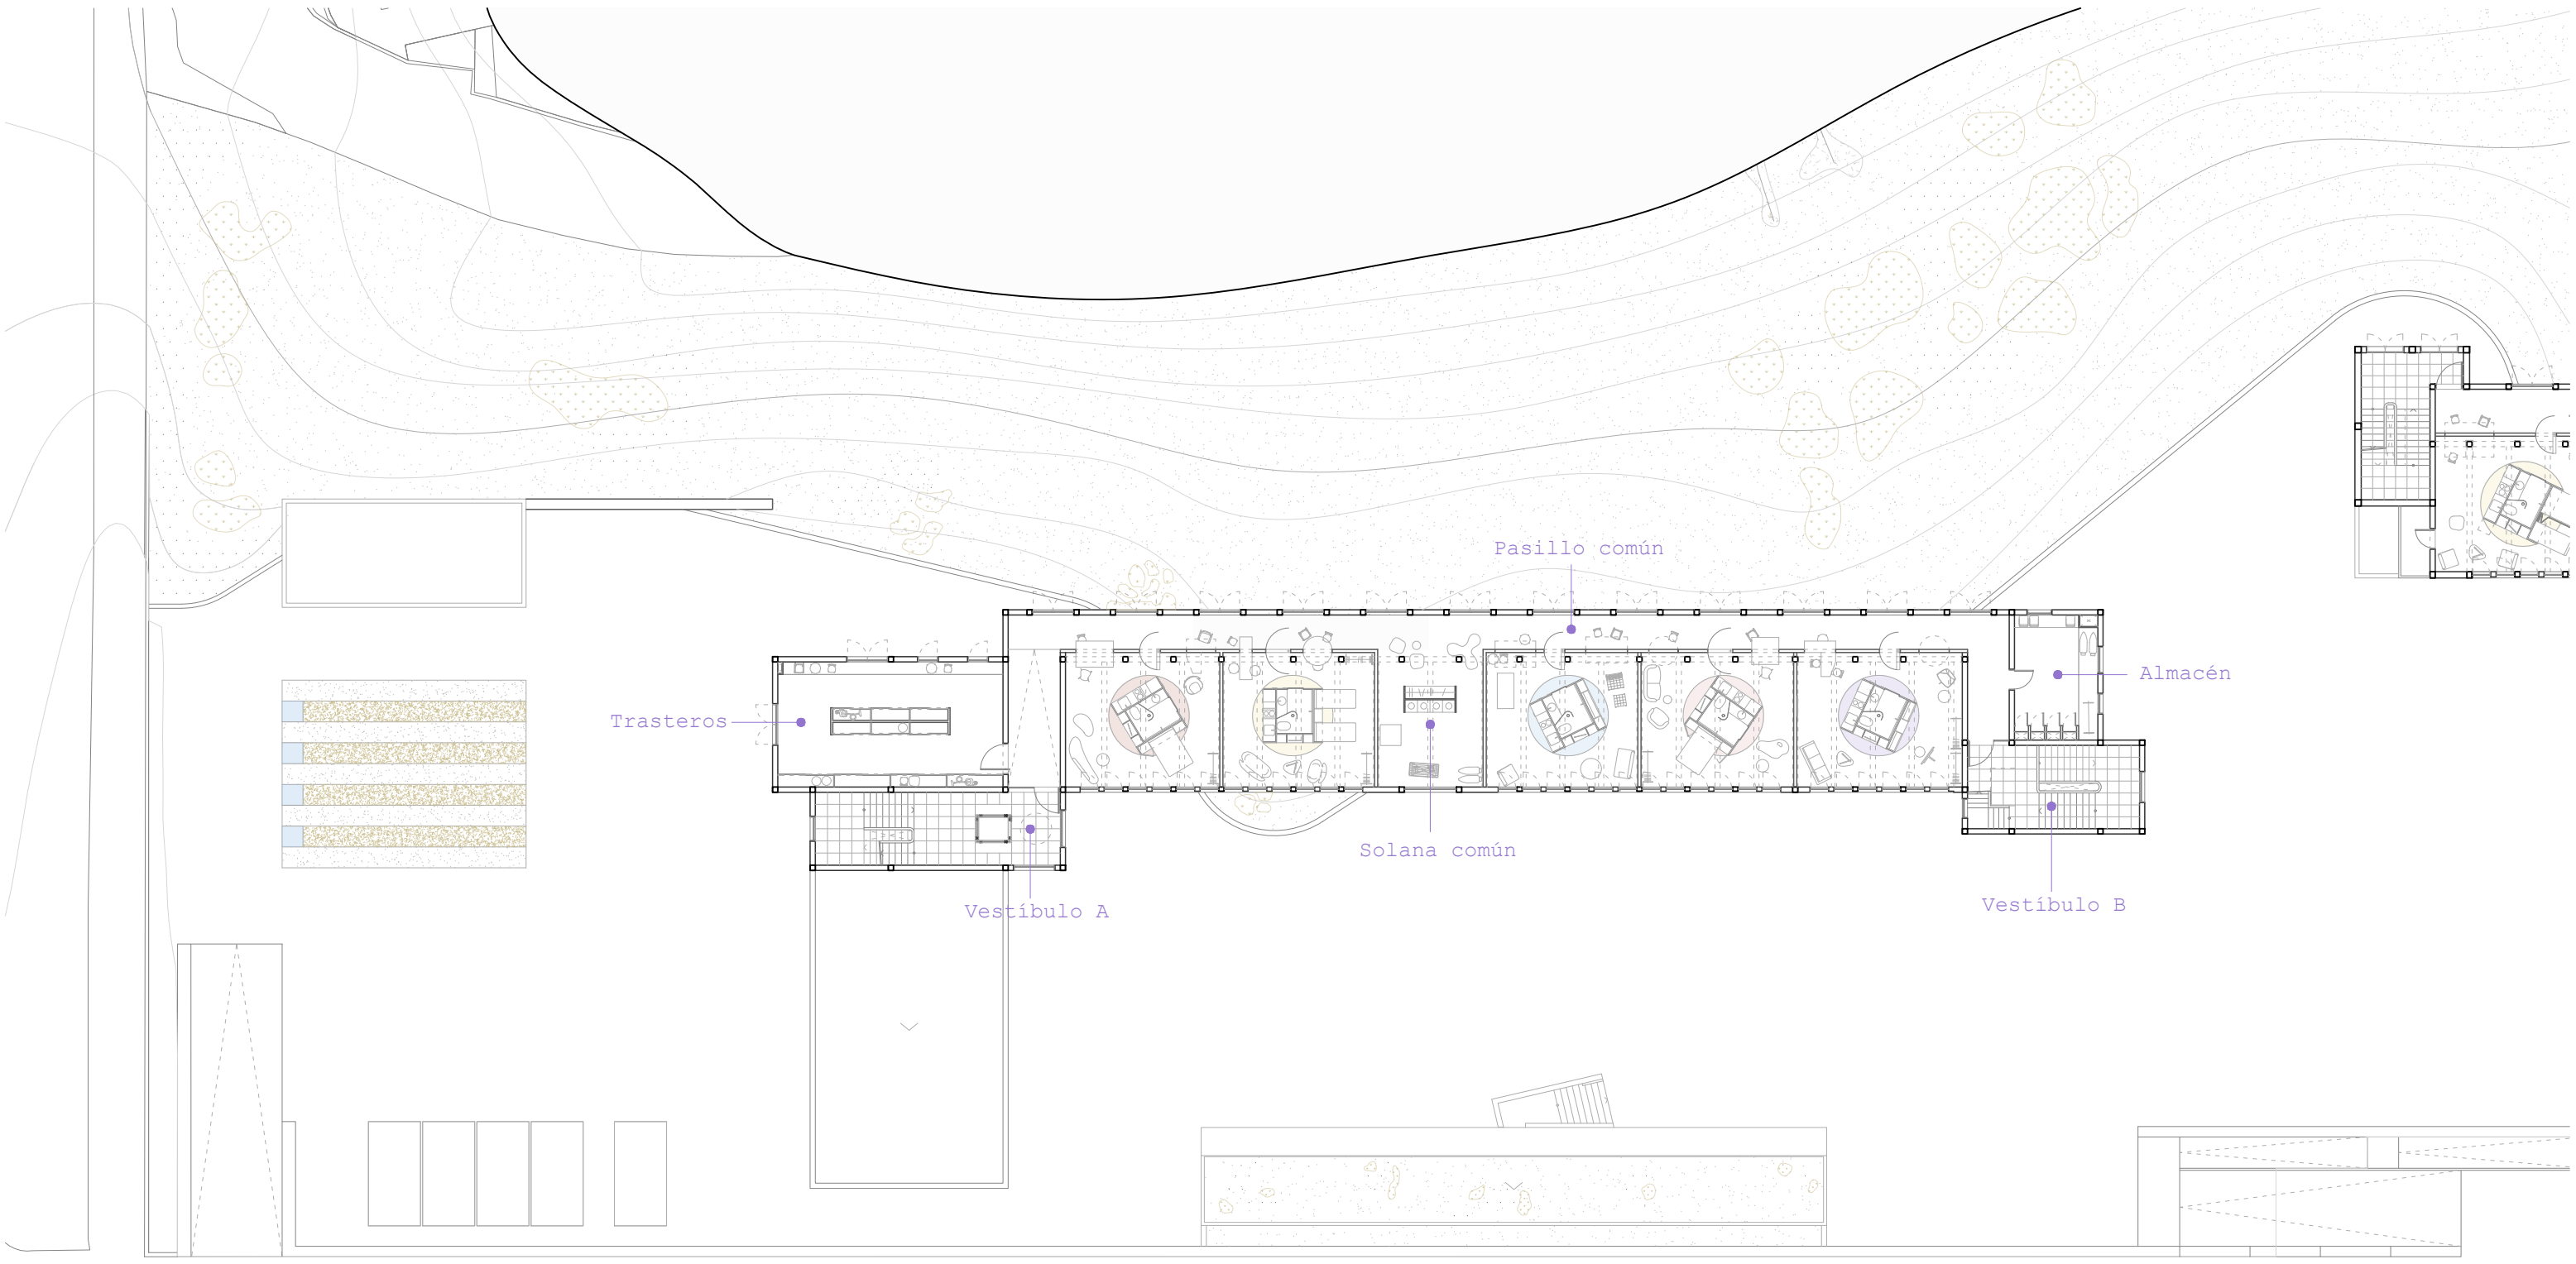 Pasillo común
Almacén
Trasteros
Solana común
Vestíbulo A
Vestíbulo B